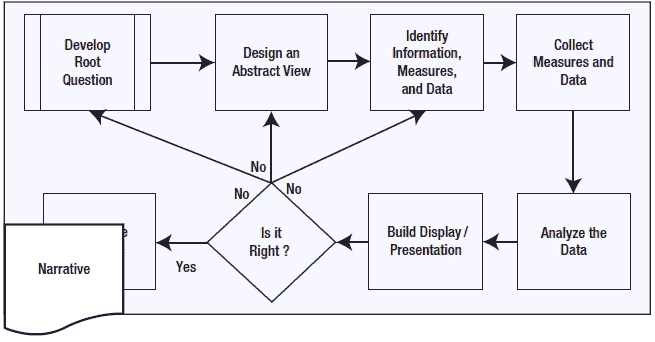 Develop
Root
Question
Design an
Abstract View
Identify
Information,
Measures,
and Data
Collect
Measures and
Data
No
No
No
Is it
Right ?
Yes
Build Display /
Presentation
Analyze the
Data
Narrative